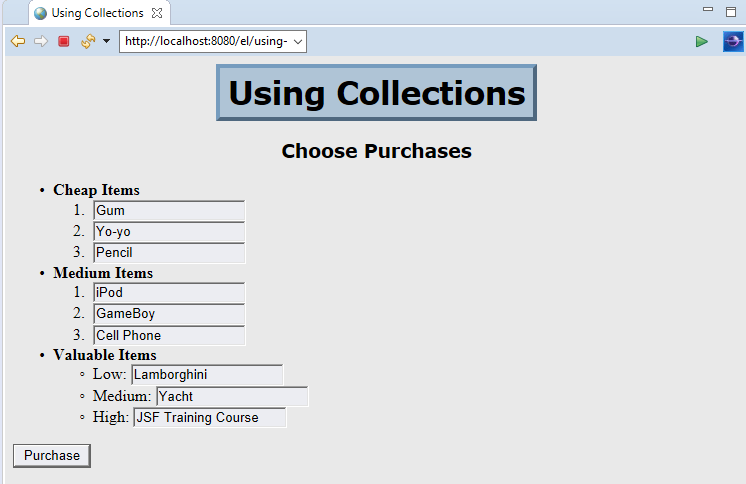 Using Collections
http://localhost:8080/el/using-
Using Collections
Choose Purchases
• Cheap Items
1. Gum
2. Yo-yo
3. Pencil
• Medium Items
1. iPod
2. GameBoy
3. Cell Phone
• Valuable Items
◦ Low: Lamborghini
◦ Medium: Yacht
◦ High: JSF Training Course
Purchase